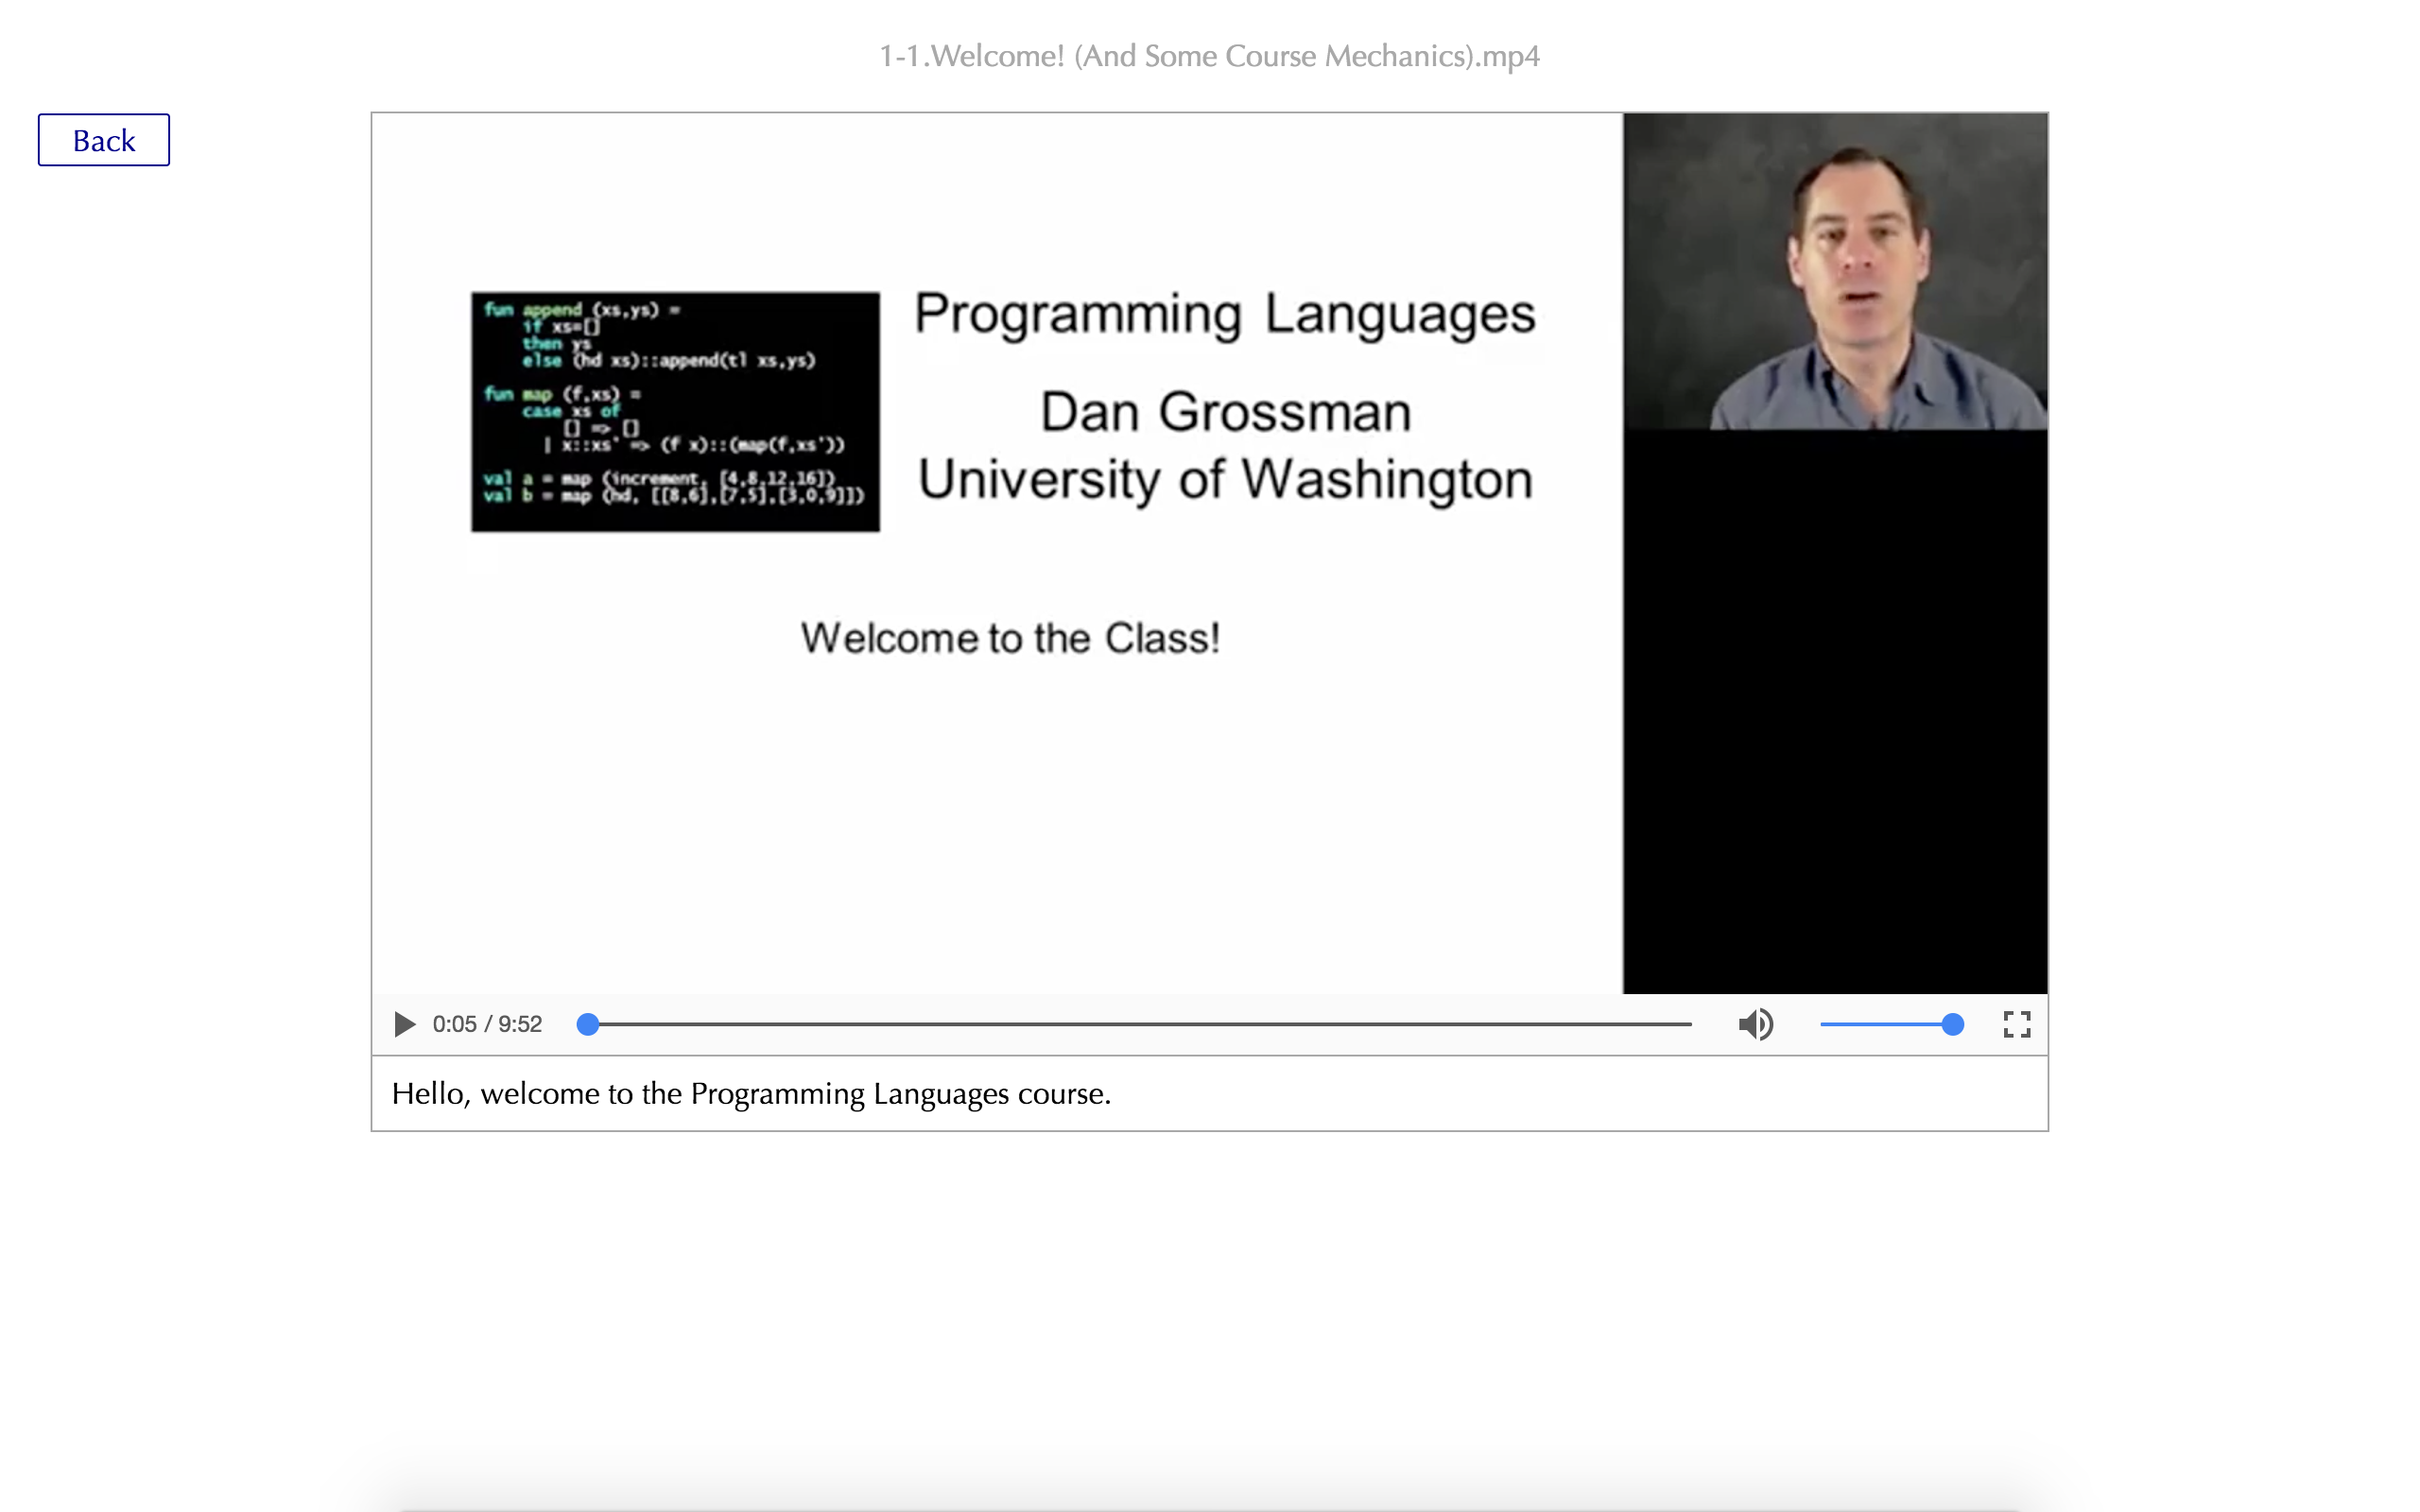 1-1.Welcome! (And Some Course Mechanics).mp4
Back
fun append (xs,ys) =
if xs=[]
then ys
else (hd xs)::append(tl xs,ys)
fun map (f,xs) =
case xs of
[] => []
| x::xs' => (f x)::(map(f,xs'))
val a = map (increment, [4,8,12,16])
val b = map (hd, [[8,6],[7,5],[3,0,9]])
Programming Languages
Dan Grossman
University of Washington
Welcome to the Class!
0:05 / 9:52
Hello, welcome to the Programming Languages course.